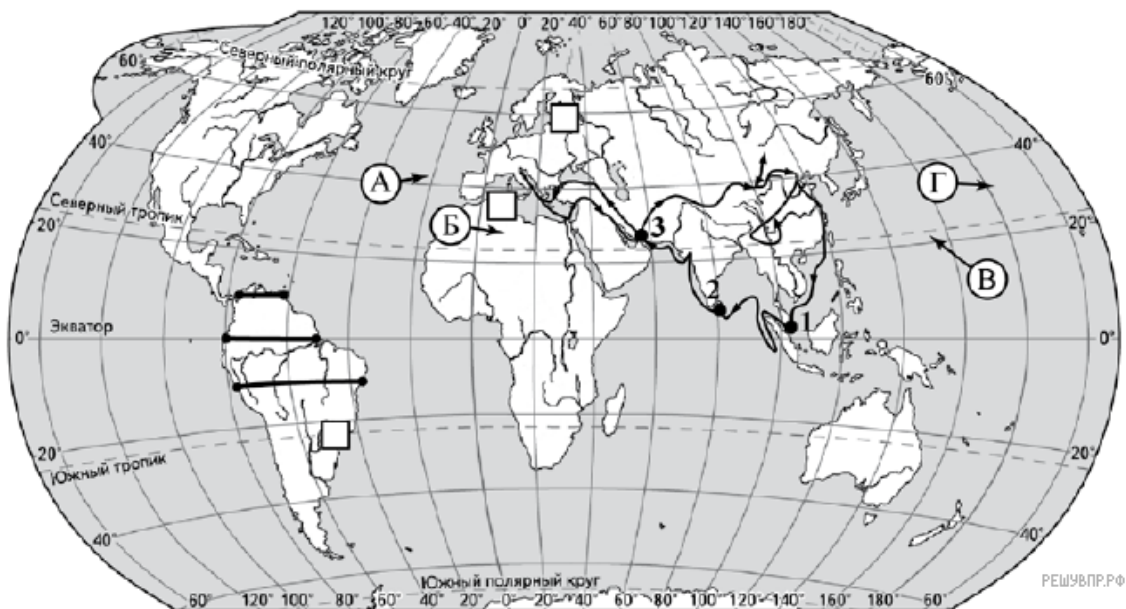 120° 100° 80° 60° 40° 20° 0° 20° 40° 60° 80° 100° 120° 140° 160° 180°
Северный полярный круг
60° 60°
40° 40°
А Г
Северный тропик
20° 20°
Б
3
В
2
1
Экватор
0° 0°
20° 20°
Южный тропик
40° 40°
Южный полярный круг
60° 120° 100° 80° 60° 40° 20° 0° 20° 40° 60° 80° 100° 120° 140° 60°
РЕШУВПР.РФ